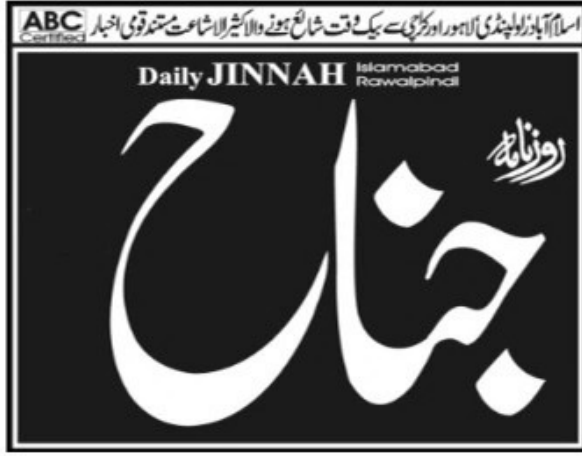 اسلام آباد، راولپنڈی، لاہور اور کراچی سے بیک وقت شائع ہونے والا کثیر الاشاعت مستند قومی اخبار
ABC
Certified
Daily JINNAH Islamabad
Rawalpindi
روزنامہ
جناح